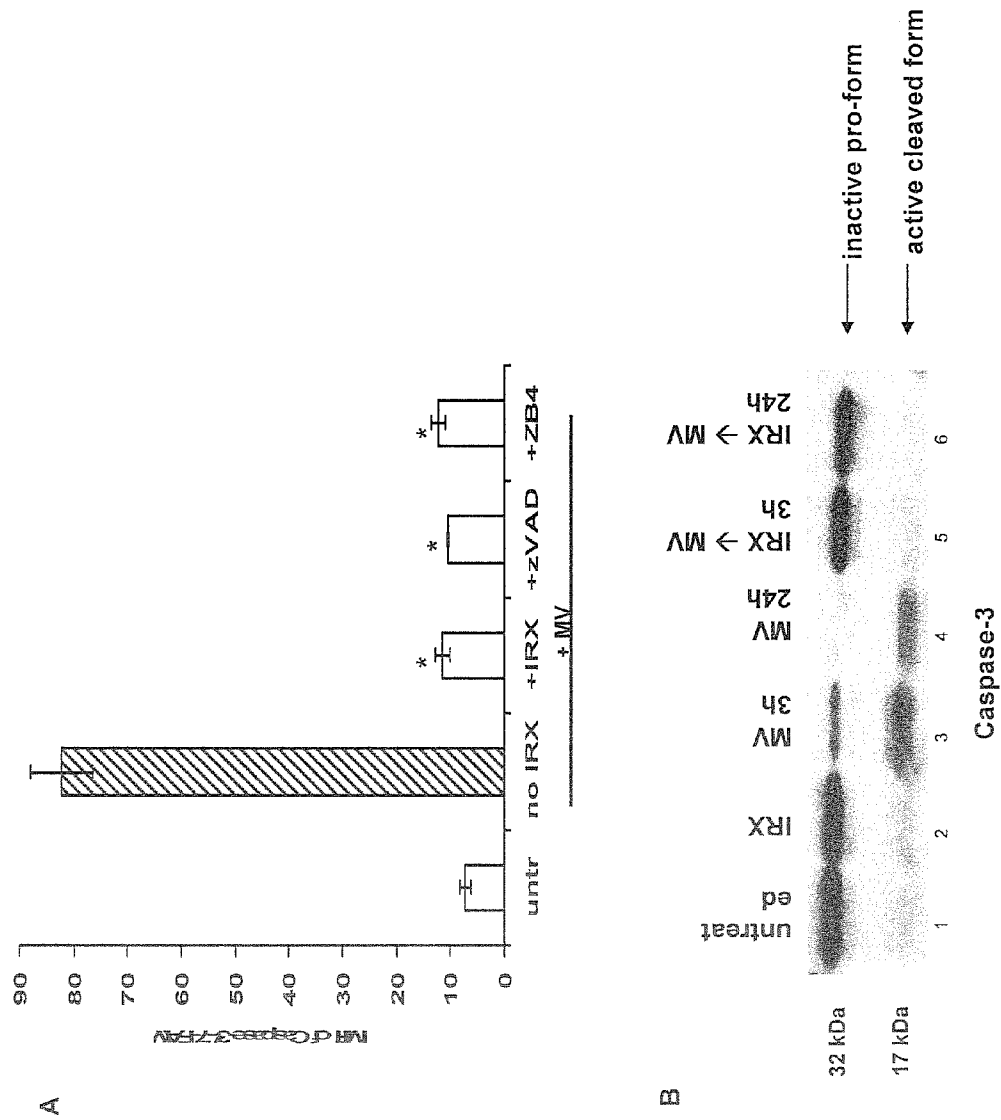 A
90
80
70
60
50
40
30
20
10
0
* * *
untr no IRX +IRX +zVAD +ZB4
+ MV
B
untreat
ed
IRX
MV
3h
MV
24h
IRX → MV
3h
IRX → MV
24h
32 kDa
inactive pro-form
17 kDa
active cleaved form
1 2 3 4 5 6
Caspase-3